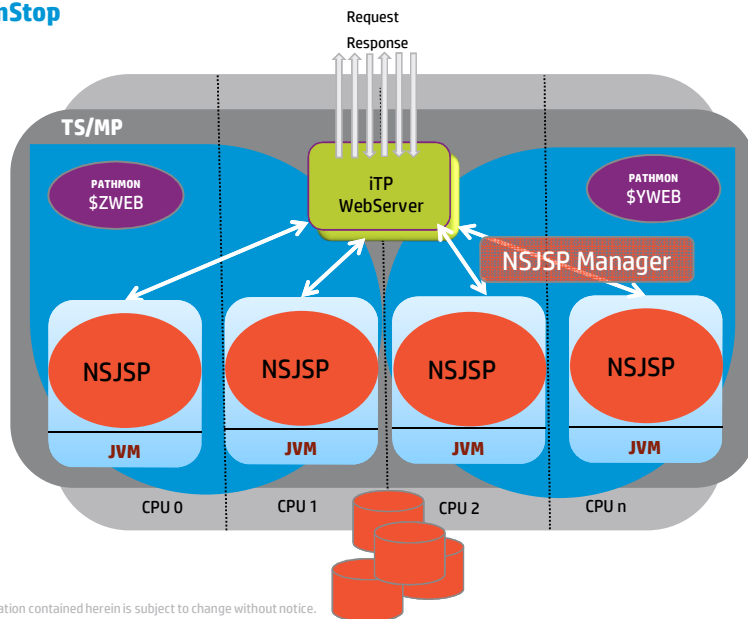 nStop
Request
Response
TS/MP
PATHMON
$ZWEB
iTP
WebServer
PATHMON
$YWEB
NSJSP Manager
NSJSP
NSJSP
NSJSP
NSJSP
JVM
JVM
JVM
JVM
CPU 0
CPU 1
CPU 2
CPU n
ation contained herein is subject to change without notice.